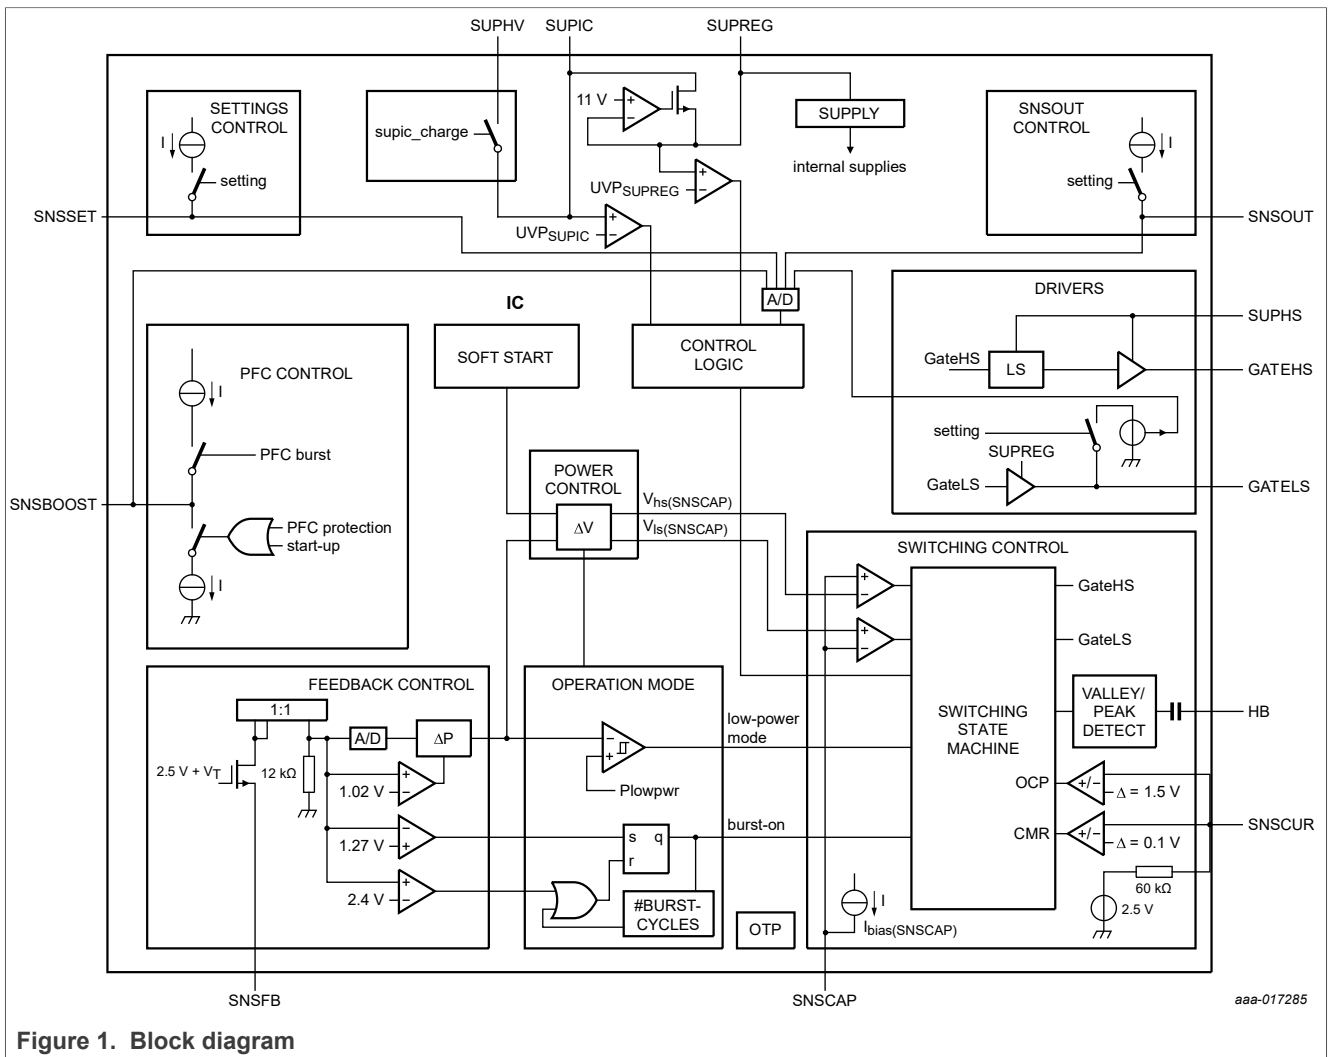 SUPHV
SUPIC
SUPREG
SETTINGS
CONTROL
I
setting
SNSSET
supic_charge
11 V
+
−
UVPSUPREG
+
−
UVPSUPIC
+
−
SUPPLY
internal supplies
SNSOUT
CONTROL
I
setting
SNSOUT
A/D
IC
SOFT START
CONTROL
LOGIC
DRIVERS
SUPHS
GateHS
LS
GATEHS
setting
SUPREG
GateLS
GATELS
PFC CONTROL
I
PFC burst
SNSBOOST
PFC protection
start-up
I
POWER
CONTROL
ΔV
Vhs(SNSCAP)
Vls(SNSCAP)
SWITCHING CONTROL
+
−
+
−
GateHS
GateLS
SWITCHING
STATE
MACHINE
VALLEY/
PEAK
DETECT
HB
OCP
+/−
Δ = 1.5 V
CMR
+/−
Δ = 0.1 V
SNSCUR
60 kΩ
2.5 V
I
Ibias(SNSCAP)
FEEDBACK CONTROL
1:1
A/D
ΔP
2.5 V + VT
12 kΩ
+
−
1.02 V
−
+
1.27 V
+
−
2.4 V
OPERATION MODE
−
+
Plowpwr
low-power
mode
s
q
r
burst-on
#BURST-
CYCLES
OTP
SNSFB
SNSCAP
aaa-017285
Figure 1. Block diagram